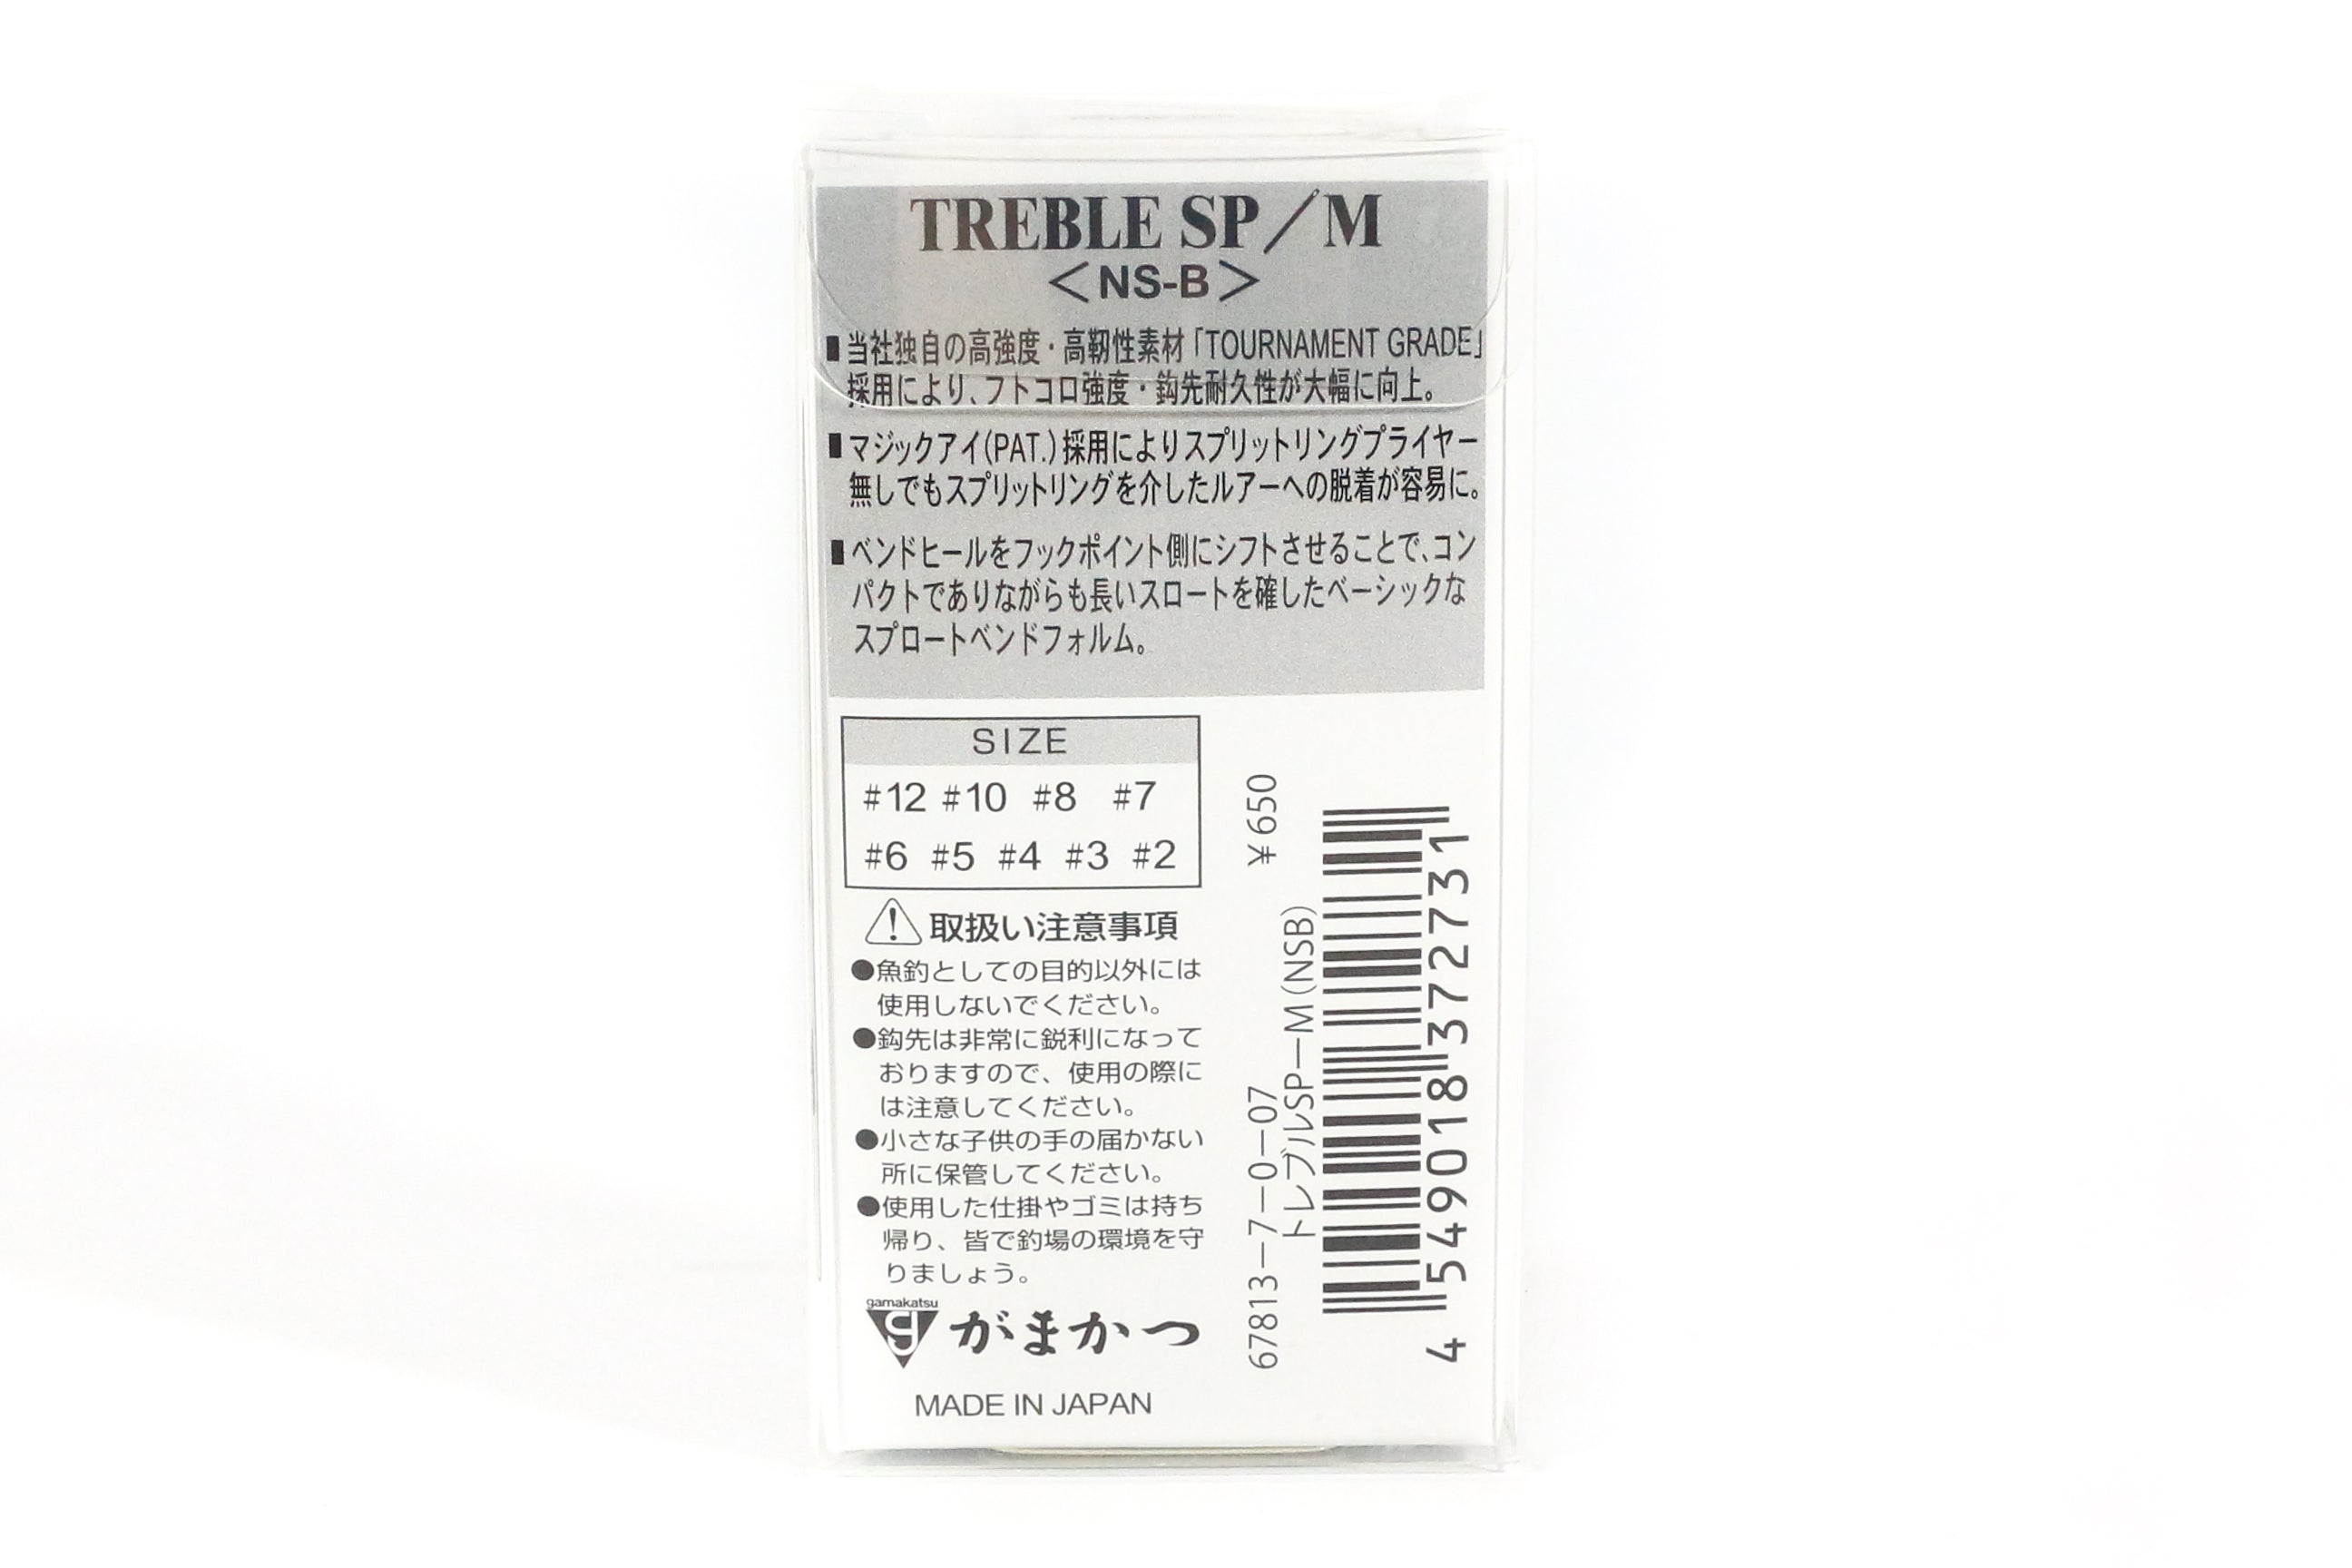 TREBLE SP／M
＜NS-B＞
▮当社独自の高強度・高靭性素材「TOURNAMENT GRADE」
採用により、フトコロ強度・鈎先耐久性が大幅に向上。
▮マジックアイ(PAT.)採用によりスプリットリングプライヤー
無しでもスプリットリングを介したルアーへの脱着が容易に。
▮ベンドヒールをフックポイント側にシフトさせることで、コン
パクトでありながらも長いスロートを確したベーシックな
スプロートベンドフォルム。
SIZE
#12 #10 #8 #7
#6 #5 #4 #3 #2
取扱い注意事項
●魚釣としての目的以外には
使用しないでください。
●鈎先は非常に鋭利になって
おりますので、使用の際に
は注意してください。
●小さな子供の手の届かない
所に保管してください。
●使用した仕掛やゴミは持ち
帰り、皆で釣場の環境を守
りましょう。
gamakatsu
がまかつ
MADE IN JAPAN
67813－7－0－07 ￥650
トレブルSP－M(NSB)
4 549018 372731